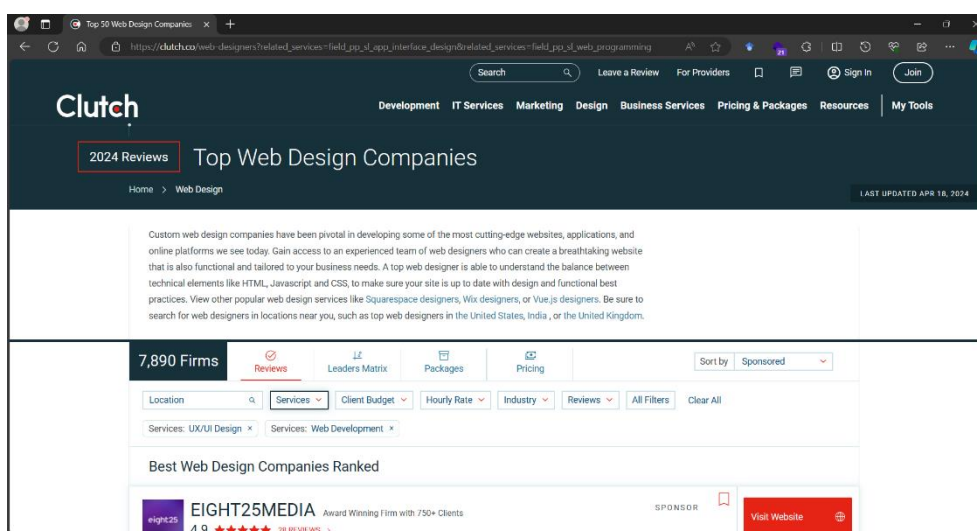 Top 50 Web Design Companies
https://clutch.co/web-designers?related_services=field_pp_sl_app_interface_design&related_services=field_pp_sl_web_programming
21
Search
Leave a Review
For Providers
Sign In
Join
Clutch
Development
IT Services
Marketing
Design
Business Services
Pricing & Packages
Resources
My Tools
2024 Reviews
Top Web Design Companies
Home > Web Design
LAST UPDATED APR 18, 2024
Custom web design companies have been pivotal in developing some of the most cutting-edge websites, applications, and
online platforms we see today. Gain access to an experienced team of web designers who can create a breathtaking website
that is also functional and tailored to your business needs. A top web designer is able to understand the balance between
technical elements like HTML, Javascript and CSS, to make sure your site is up to date with design and functional best
practices. View other popular web design services like Squarespace designers, Wix designers, or Vue.js designers. Be sure to
search for web designers in locations near you, such as top web designers in the United States, India , or the United Kingdom.
7,890 Firms
Reviews
Leaders Matrix
Packages
Pricing
Sort by
Sponsored
Location
Services
Client Budget
Hourly Rate
Industry
Reviews
All Filters
Clear All
Services: UX/UI Design ×
Services: Web Development ×
Best Web Design Companies Ranked
eight25
EIGHT25MEDIA
Award Winning Firm with 750+ Clients
SPONSOR
Visit Website
4.9 ★★★★★ 28 REVIEWS >